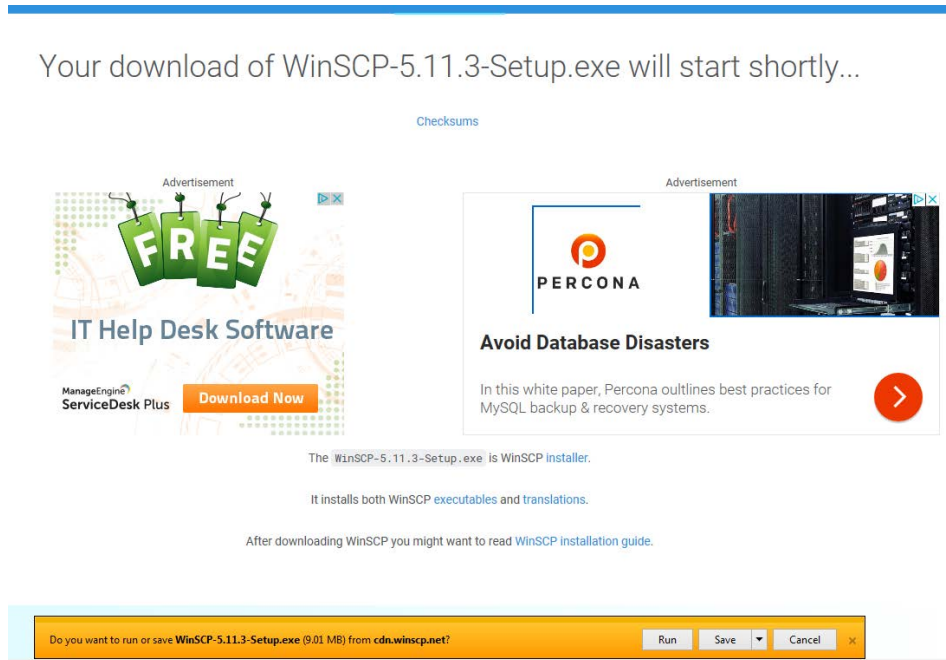 Your download of WinSCP-5.11.3-Setup.exe will start shortly...
Checksums
Advertisement
FREE
IT Help Desk Software
ManageEngine
ServiceDesk Plus
Download Now
Advertisement
PERCONA
Avoid Database Disasters
In this white paper, Percona oultlines best practices for
MySQL backup & recovery systems.
The WinSCP-5.11.3-Setup.exe is WinSCP installer.
It installs both WinSCP executables and translations.
After downloading WinSCP you might want to read WinSCP installation guide.
Do you want to run or save WinSCP-5.11.3-Setup.exe (9.01 MB) from cdn.winscp.net?
Run
Save
Cancel